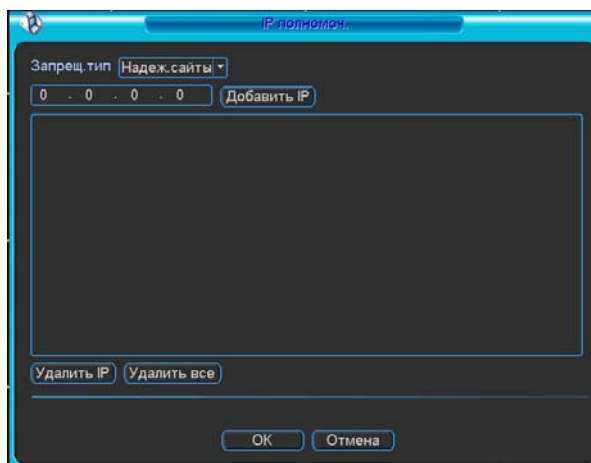 IP полномоч.
Запрещ.тип Надеж.сайты
0 . 0 . 0 . 0 Добавить IP
Удалить IP Удалить все
OK Отмена